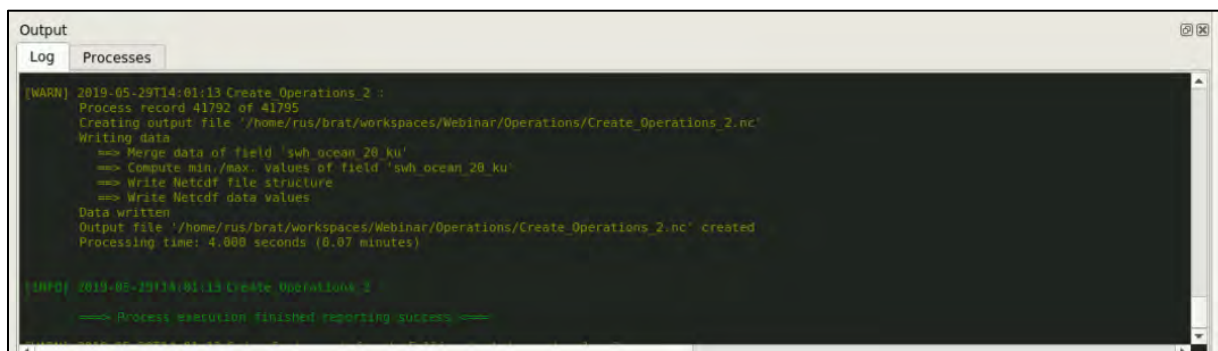 Output
Log Processes
[WARN] 2019-05-29T14:01:13 Create_Operations_2 :
Process record 41792 of 41795
Creating output file '/home/rus/brat/workspaces/Webinar/Operations/Create_Operations_2.nc'
Writing data
==> Merge data of field 'swh_ocean_20_ku'
==> Compute min./max. values of field 'swh_ocean_20_ku'
==> Write Netcdf file structure
==> Write Netcdf data values
Data written
Output file '/home/rus/brat/workspaces/Webinar/Operations/Create_Operations_2.nc' created
Processing time: 4.000 seconds (0.07 minutes)
[INFO] 2019-05-29T14:01:13 Create_Operations_2
====> Process execution finished reporting success <====